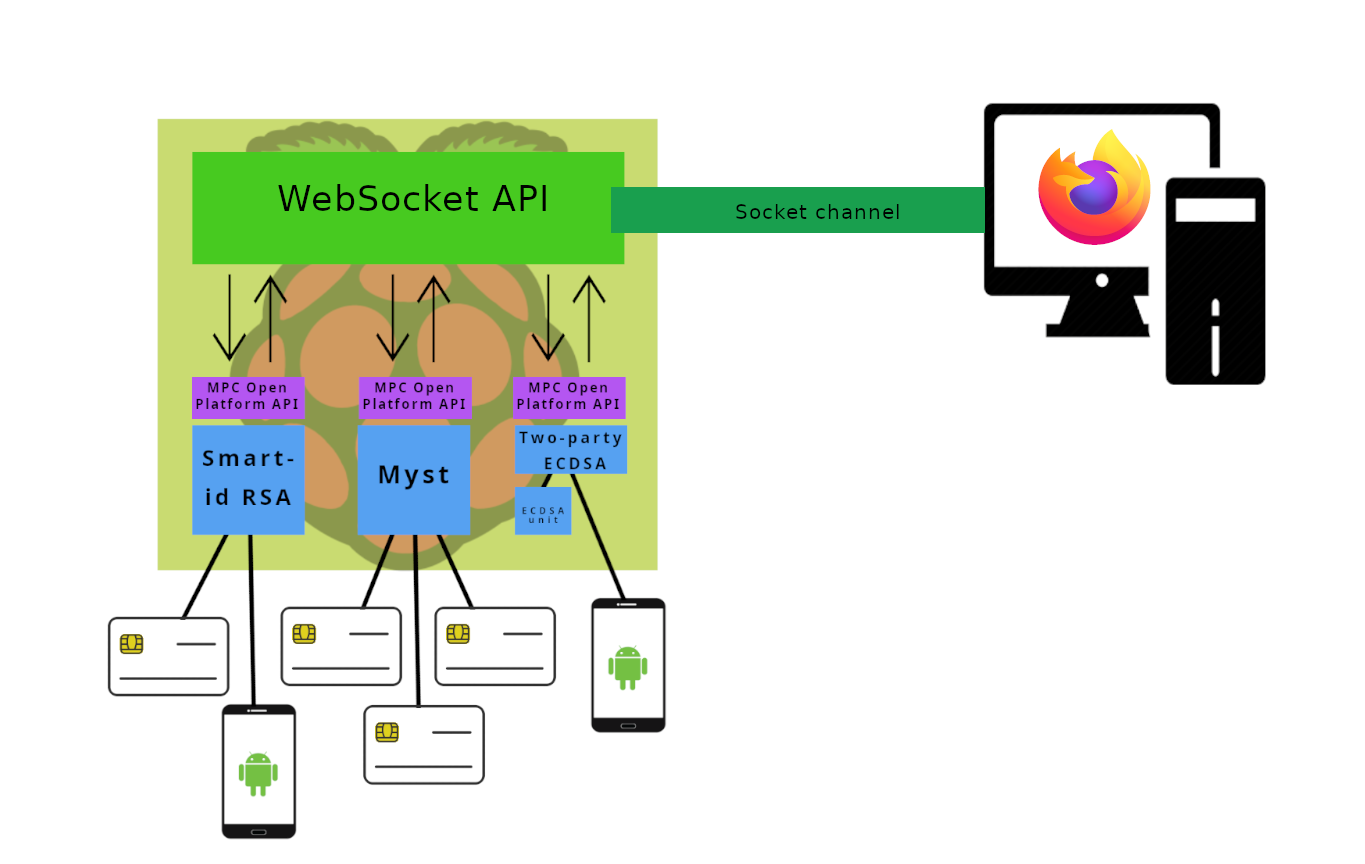 WebSocket API
Socket channel
MPC Open
Platform API
MPC Open
Platform API
MPC Open
Platform API
Smart-
id RSA
Myst
Two-party
ECDSA
ECDSA
unit